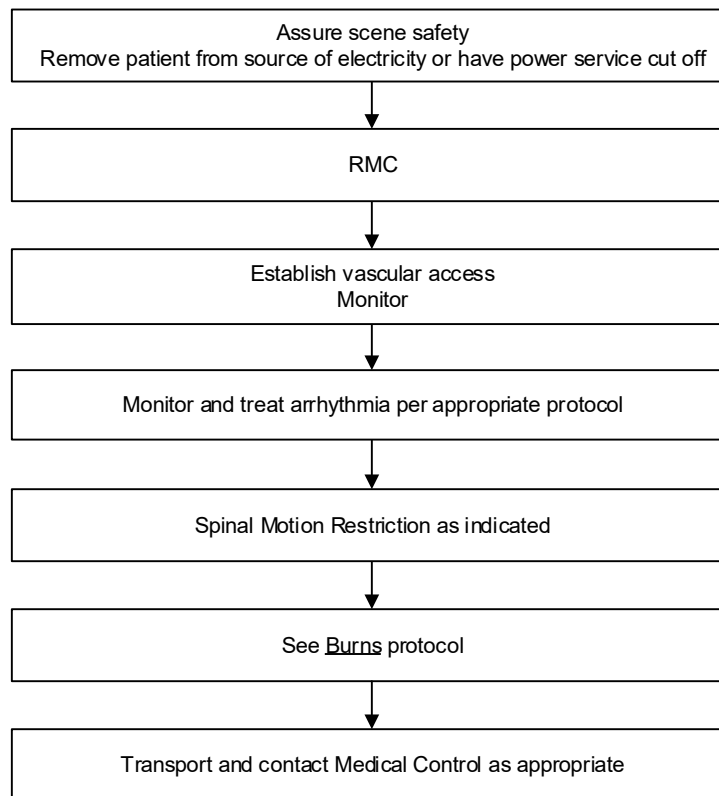 Assure scene safety
Remove patient from source of electricity or have power service cut off
RMC
Establish vascular access
Monitor
Monitor and treat arrhythmia per appropriate protocol
Spinal Motion Restriction as indicated
See Burns protocol
Transport and contact Medical Control as appropriate